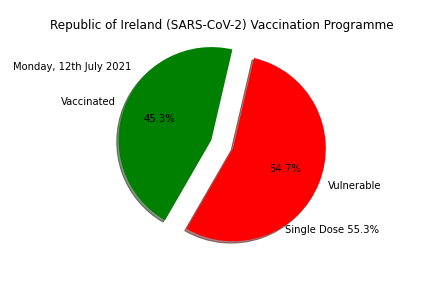 Republic of Ireland (SARS-CoV-2) Vaccination Programme
Monday, 12th July 2021
Vaccinated
45.3%
54.7%
Vulnerable
Single Dose 55.3%